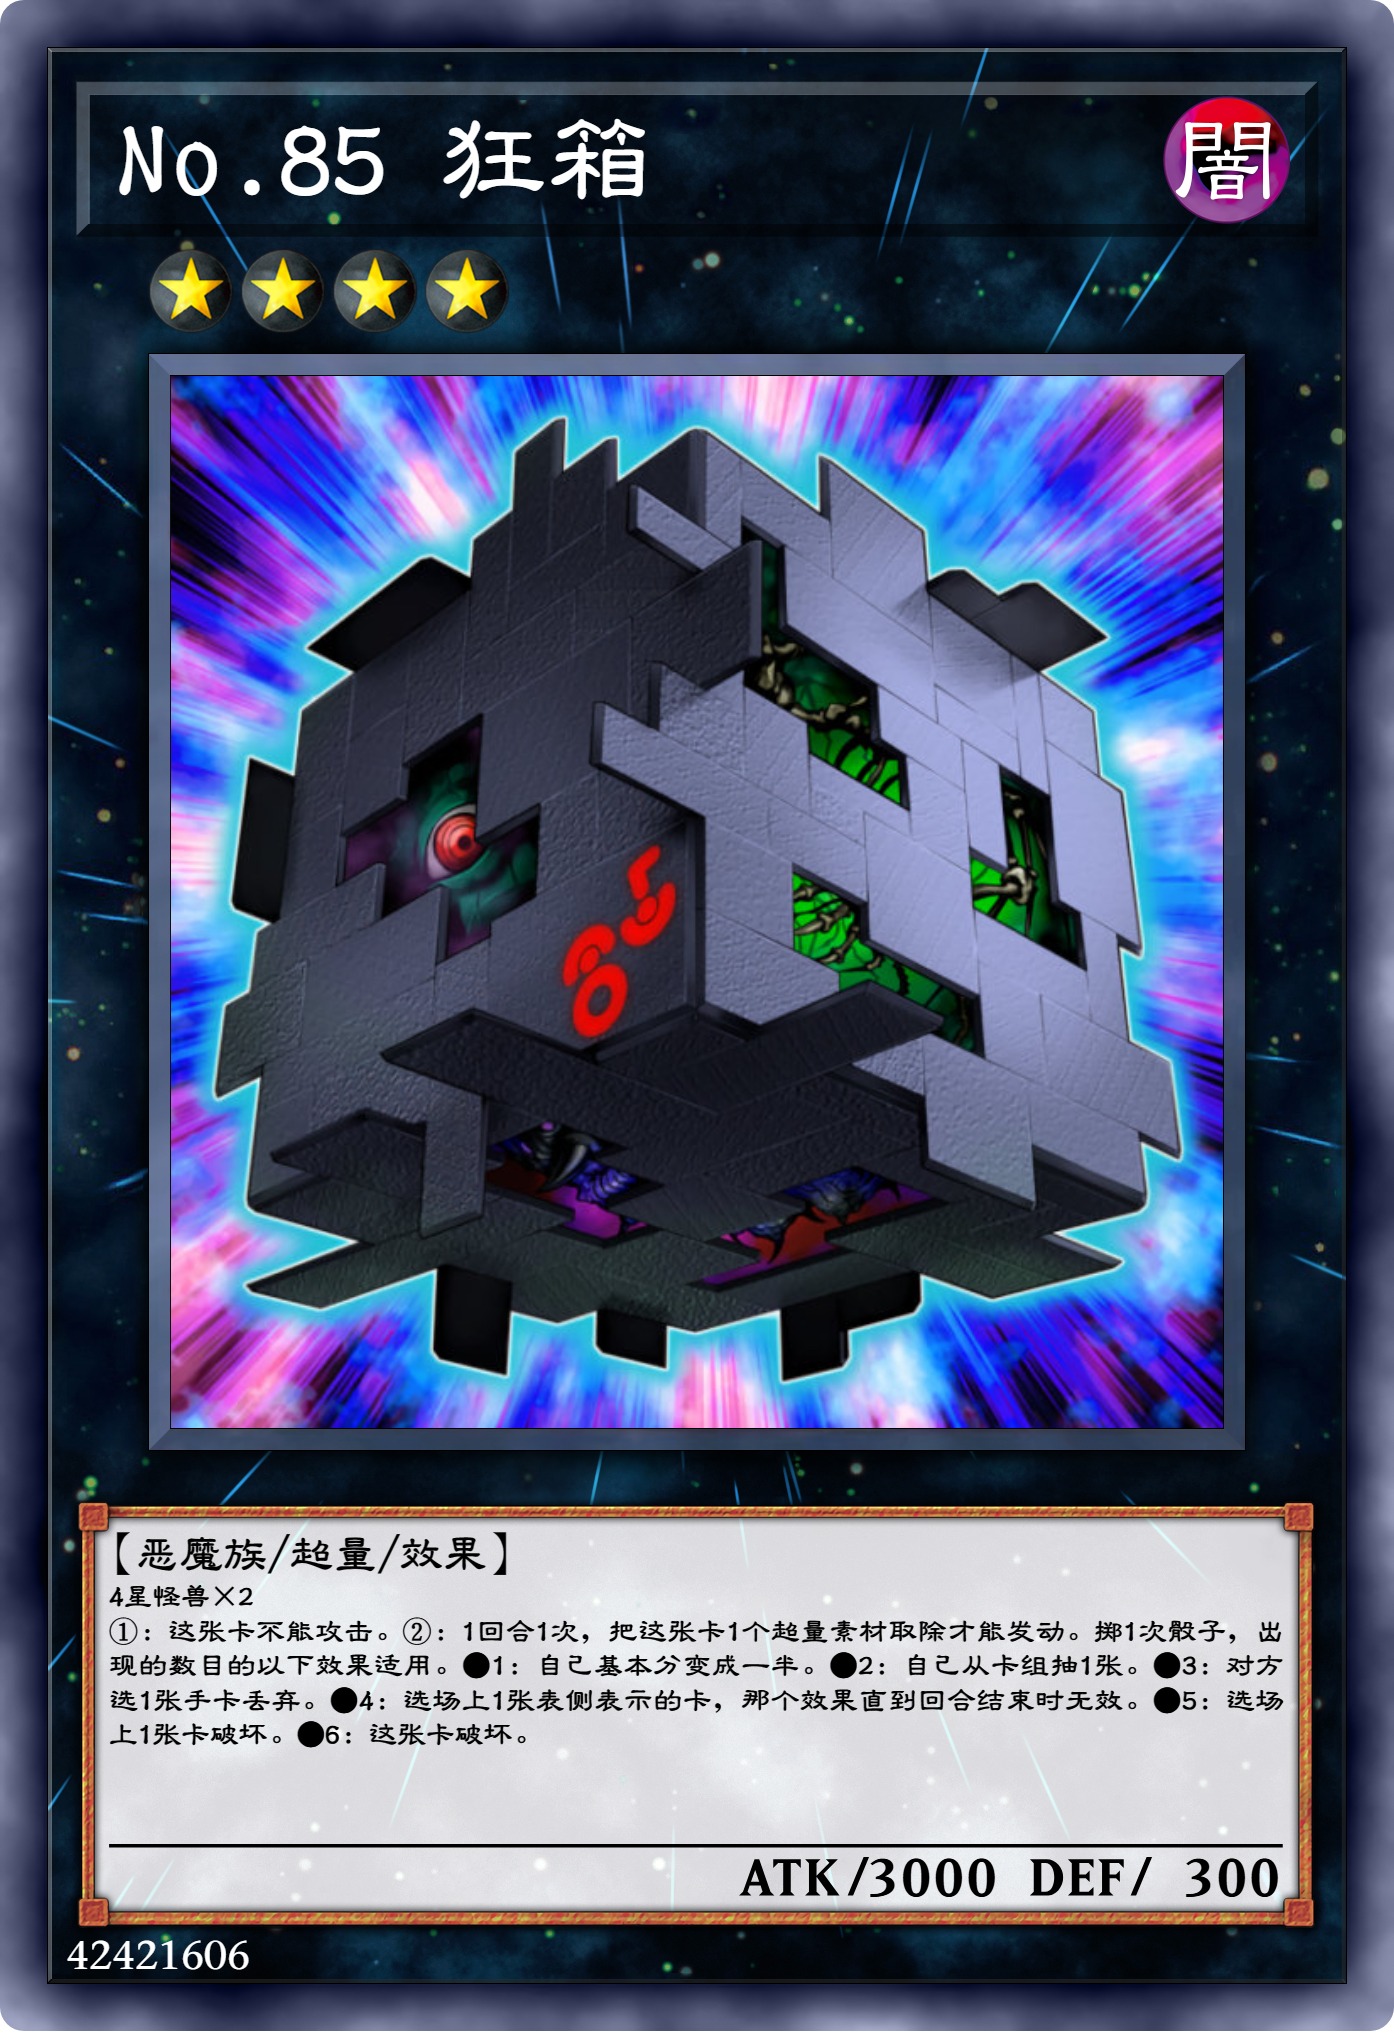 No.85 狂箱
闇
85
【恶魔族/超量/效果】
4星怪兽×2
①：这张卡不能攻击。②：1回合1次，把这张卡1个超量素材取除才能发动。掷1次骰子，出
现的数目的以下效果适用。●1：自己基本分变成一半。●2：自己从卡组抽1张。●3：对方
选1张手卡丢弃。●4：选场上1张表侧表示的卡，那个效果直到回合结束时无效。●5：选场
上1张卡破坏。●6：这张卡破坏。
ATK/3000 DEF/ 300
42421606